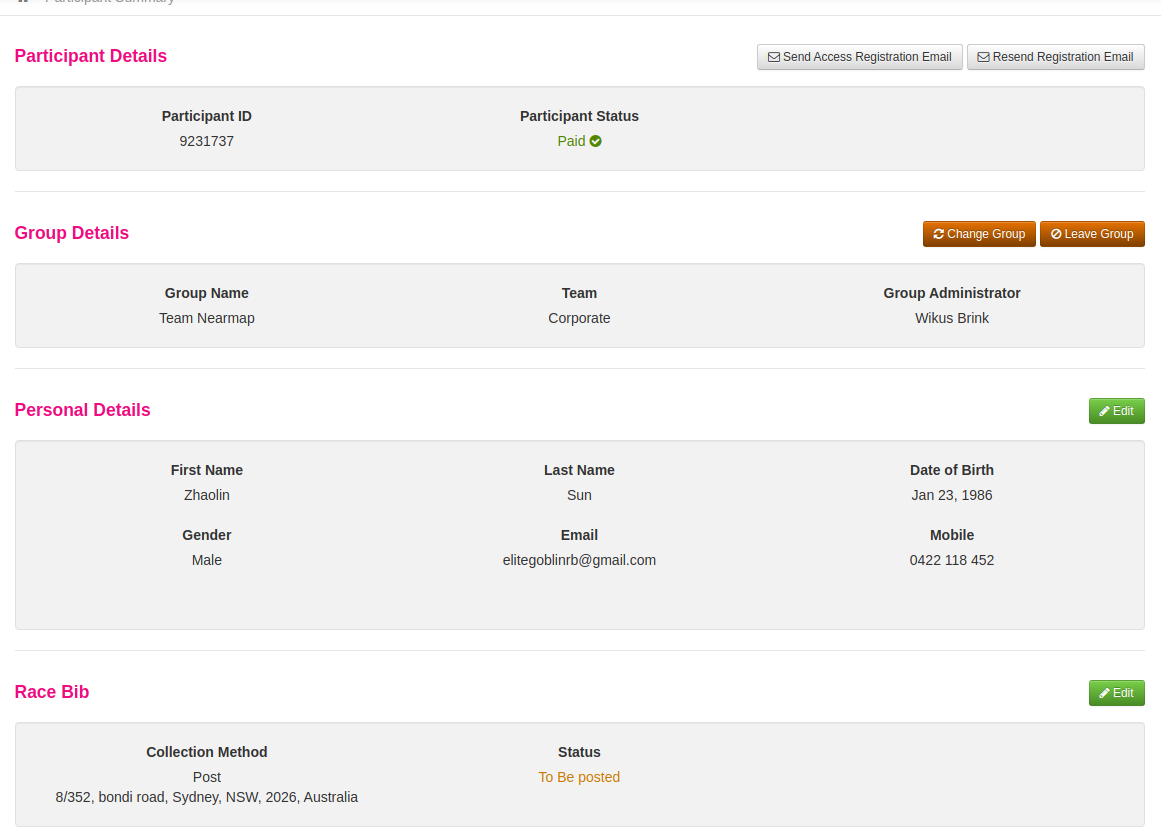 Participant Summary
Participant Details
Send Access Registration Email
Resend Registration Email
Participant ID
Participant Status
9231737
Paid
Group Details
Change Group
Leave Group
Group Name
Team
Group Administrator
Team Nearmap
Corporate
Wikus Brink
Personal Details
Edit
First Name
Last Name
Date of Birth
Zhaolin
Sun
Jan 23, 1986
Gender
Email
Mobile
Male
elitegoblinrb@gmail.com
0422 118 452
Race Bib
Edit
Collection Method
Status
Post
To Be posted
8/352, bondi road, Sydney, NSW, 2026, Australia